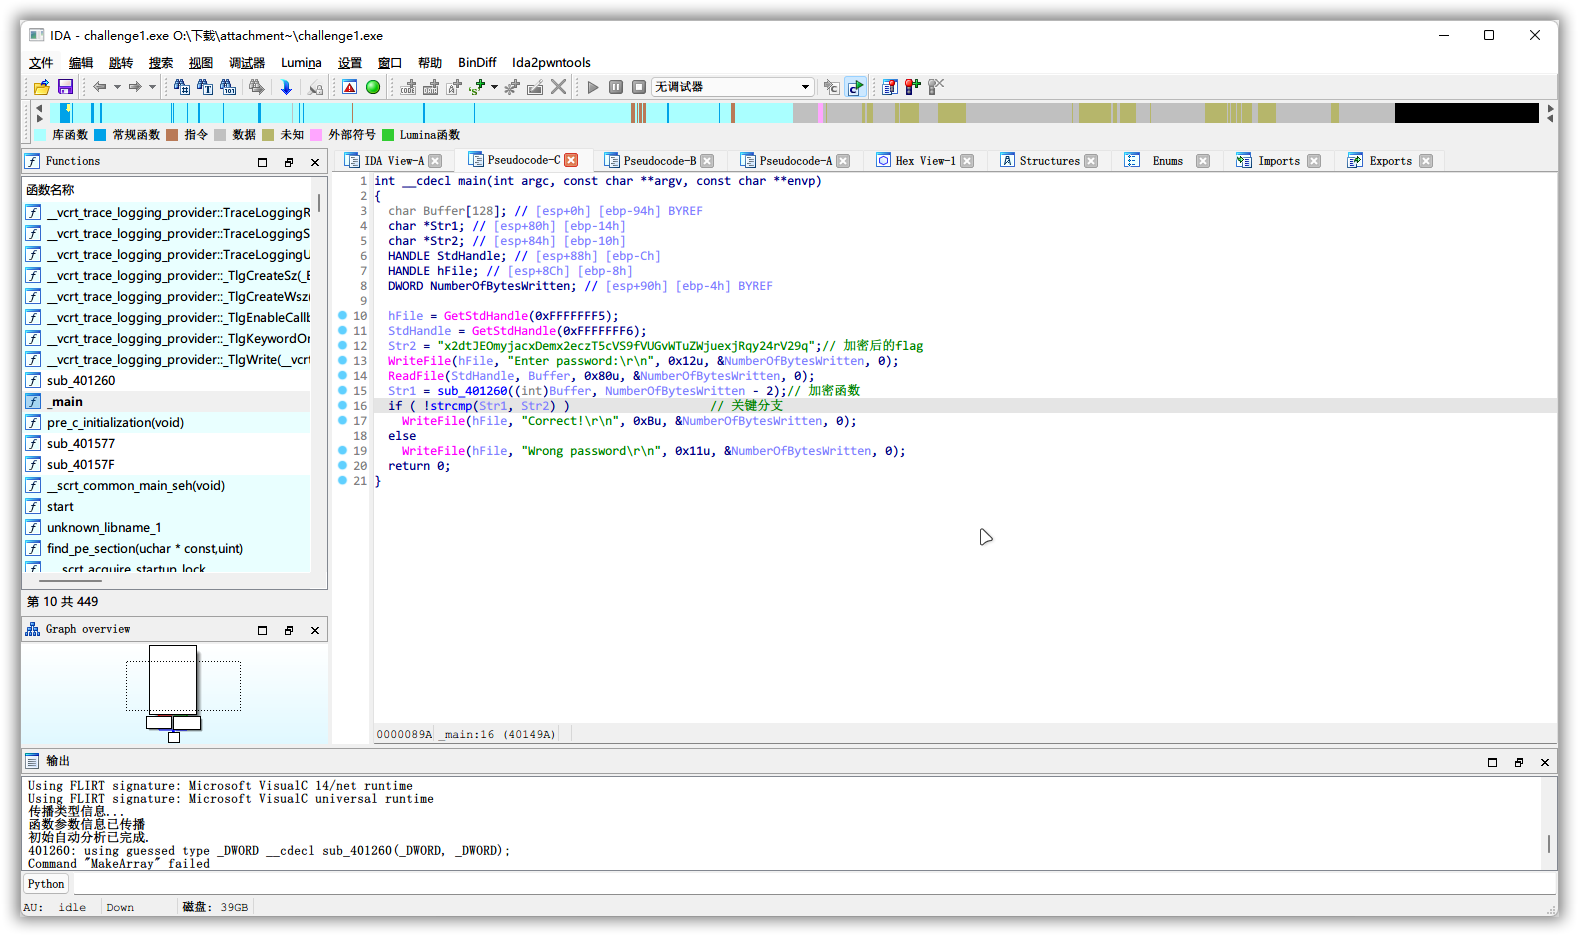 IDA - challenge1.exe O:\下载\attachment~\challenge1.exe
文件 编辑 跳转 搜索 视图 调试器 Lumina 设置 窗口 帮助 BinDiff Ida2pwntools
无调试器
库函数 常规函数 指令 数据 未知 外部符号 Lumina函数
Functions
函数名称
__vcrt_trace_logging_provider::TraceLoggingR
__vcrt_trace_logging_provider::TraceLoggingS
__vcrt_trace_logging_provider::TraceLoggingU
__vcrt_trace_logging_provider::_TlgCreateSz(_E
__vcrt_trace_logging_provider::_TlgCreateWsz(
__vcrt_trace_logging_provider::_TlgEnableCallb
__vcrt_trace_logging_provider::_TlgKeywordOr
__vcrt_trace_logging_provider::_TlgWrite(__vcrt
sub_401260
_main
pre_c_initialization(void)
sub_401577
sub_40157F
__scrt_common_main_seh(void)
start
unknown_libname_1
find_pe_section(uchar * const,uint)
__scrt_acquire_startup_lock
第 10 共 449
Graph overview
IDA View-A Pseudocode-C Pseudocode-B Pseudocode-A Hex View-1 Structures Enums Imports Exports
1 int __cdecl main(int argc, const char **argv, const char **envp)
2 {
3 char Buffer[128]; // [esp+0h] [ebp-94h] BYREF
4 char *Str1; // [esp+80h] [ebp-14h]
5 char *Str2; // [esp+84h] [ebp-10h]
6 HANDLE StdHandle; // [esp+88h] [ebp-Ch]
7 HANDLE hFile; // [esp+8Ch] [ebp-8h]
8 DWORD NumberOfBytesWritten; // [esp+90h] [ebp-4h] BYREF
9
10 hFile = GetStdHandle(0xFFFFFFF5);
11 StdHandle = GetStdHandle(0xFFFFFFF6);
12 Str2 = "x2dtJEOmyjacxDemx2eczT5cVS9fVUGvWTuZWjuexjRqy24rV29q";// 加密后的flag
13 WriteFile(hFile, "Enter password:\r\n", 0x12u, &NumberOfBytesWritten, 0);
14 ReadFile(StdHandle, Buffer, 0x80u, &NumberOfBytesWritten, 0);
15 Str1 = sub_401260((int)Buffer, NumberOfBytesWritten - 2);// 加密函数
16 if ( !strcmp(Str1, Str2) ) // 关键分支
17 WriteFile(hFile, "Correct!\r\n", 0xBu, &NumberOfBytesWritten, 0);
18 else
19 WriteFile(hFile, "Wrong password\r\n", 0x11u, &NumberOfBytesWritten, 0);
20 return 0;
21 }
0000089A _main:16 (40149A)
输出
Using FLIRT signature: Microsoft VisualC 14/net runtime
Using FLIRT signature: Microsoft VisualC universal runtime
传播类型信息...
函数参数信息已传播
初始自动分析已完成.
401260: using guessed type _DWORD __cdecl sub_401260(_DWORD, _DWORD);
Command "MakeArray" failed
Python
AU: idle Down 磁盘: 39GB